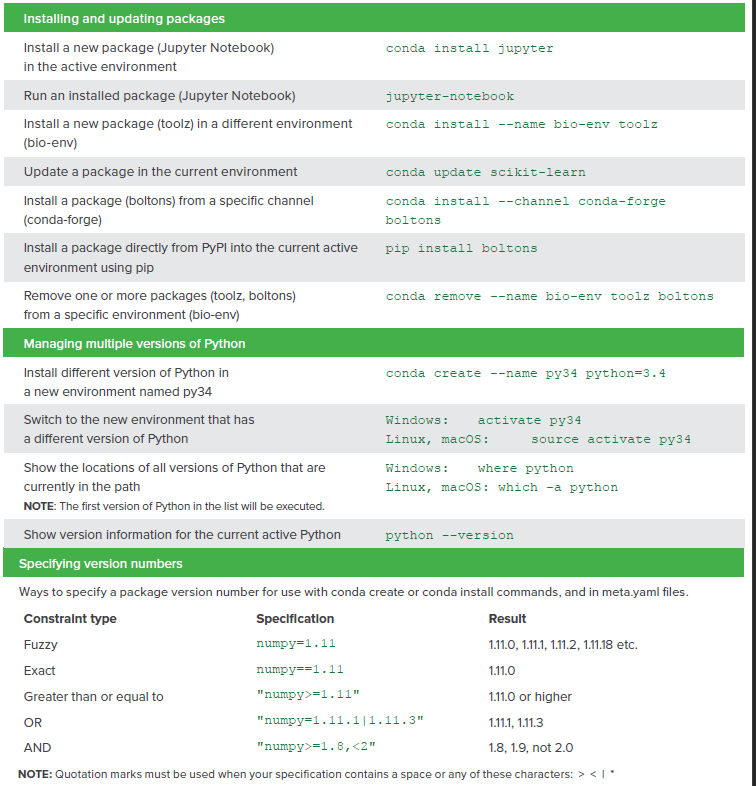 Installing and updating packages
Install a new package (Jupyter Notebook) conda install jupyter
in the active environment
Run an installed package (Jupyter Notebook) jupyter-notebook
Install a new package (toolz) in a different environment conda install --name bio-env toolz
(bio-env)
Update a package in the current environment conda update scikit-learn
Install a package (boltons) from a specific channel conda install --channel conda-forge
(conda-forge) boltons
Install a package directly from PyPI into the current active pip install boltons
environment using pip
Remove one or more packages (toolz, boltons) conda remove --name bio-env toolz boltons
from a specific environment (bio-env)
Managing multiple versions of Python
Install different version of Python in conda create --name py34 python=3.4
a new environment named py34
Switch to the new environment that has Windows: activate py34
a different version of Python Linux, macOS: source activate py34
Show the locations of all versions of Python that are Windows: where python
currently in the path Linux, macOS: which -a python
NOTE: The first version of Python in the list will be executed.
Show version information for the current active Python python --version
Specifying version numbers
Ways to specify a package version number for use with conda create or conda install commands, and in meta.yaml files.
Constraint type Specification Result
Fuzzy numpy=1.11 1.11.0, 1.11.1, 1.11.2, 1.11.18 etc.
Exact numpy==1.11 1.11.0
Greater than or equal to "numpy>=1.11" 1.11.0 or higher
OR "numpy=1.11.1|1.11.3" 1.11.1, 1.11.3
AND "numpy>=1.8,<2" 1.8, 1.9, not 2.0
NOTE: Quotation marks must be used when your specification contains a space or any of these characters: > < | *